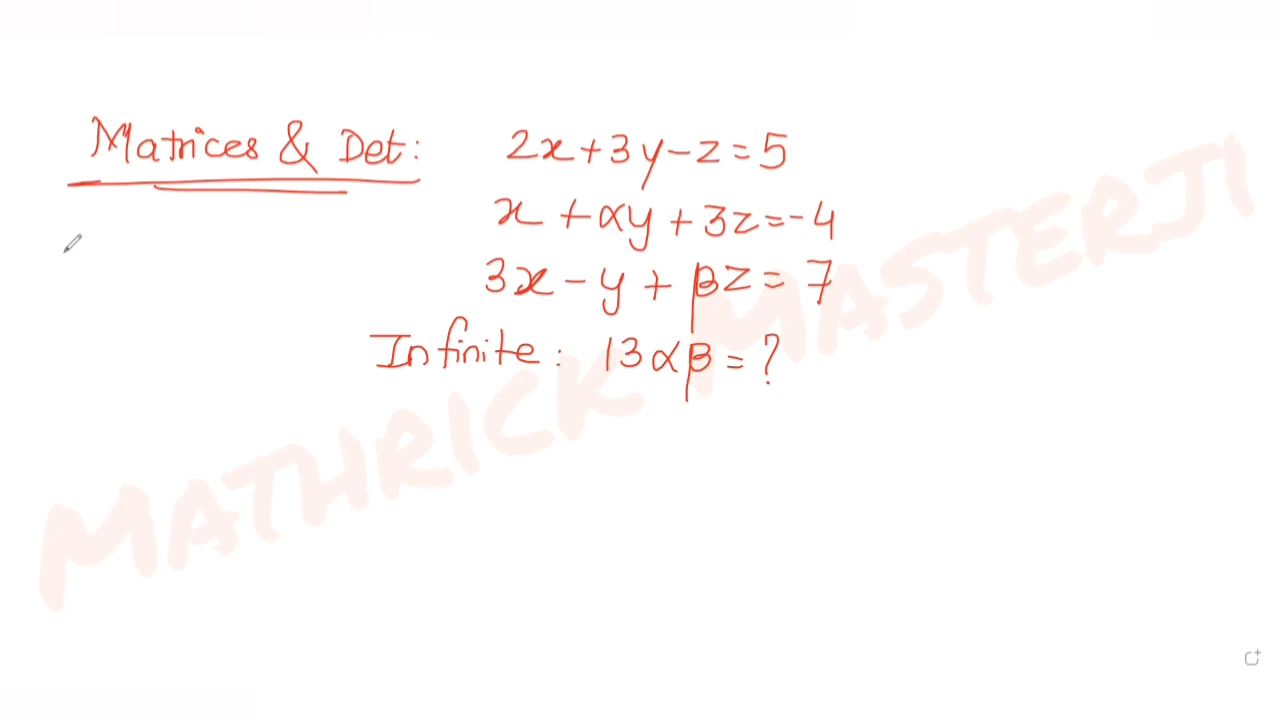 Matrices & Det: 2x+3y-z=5
x+αy+3z=-4
3x-y+βz=7
Infinite: 13αβ=?
MATHRICK MASTERJI